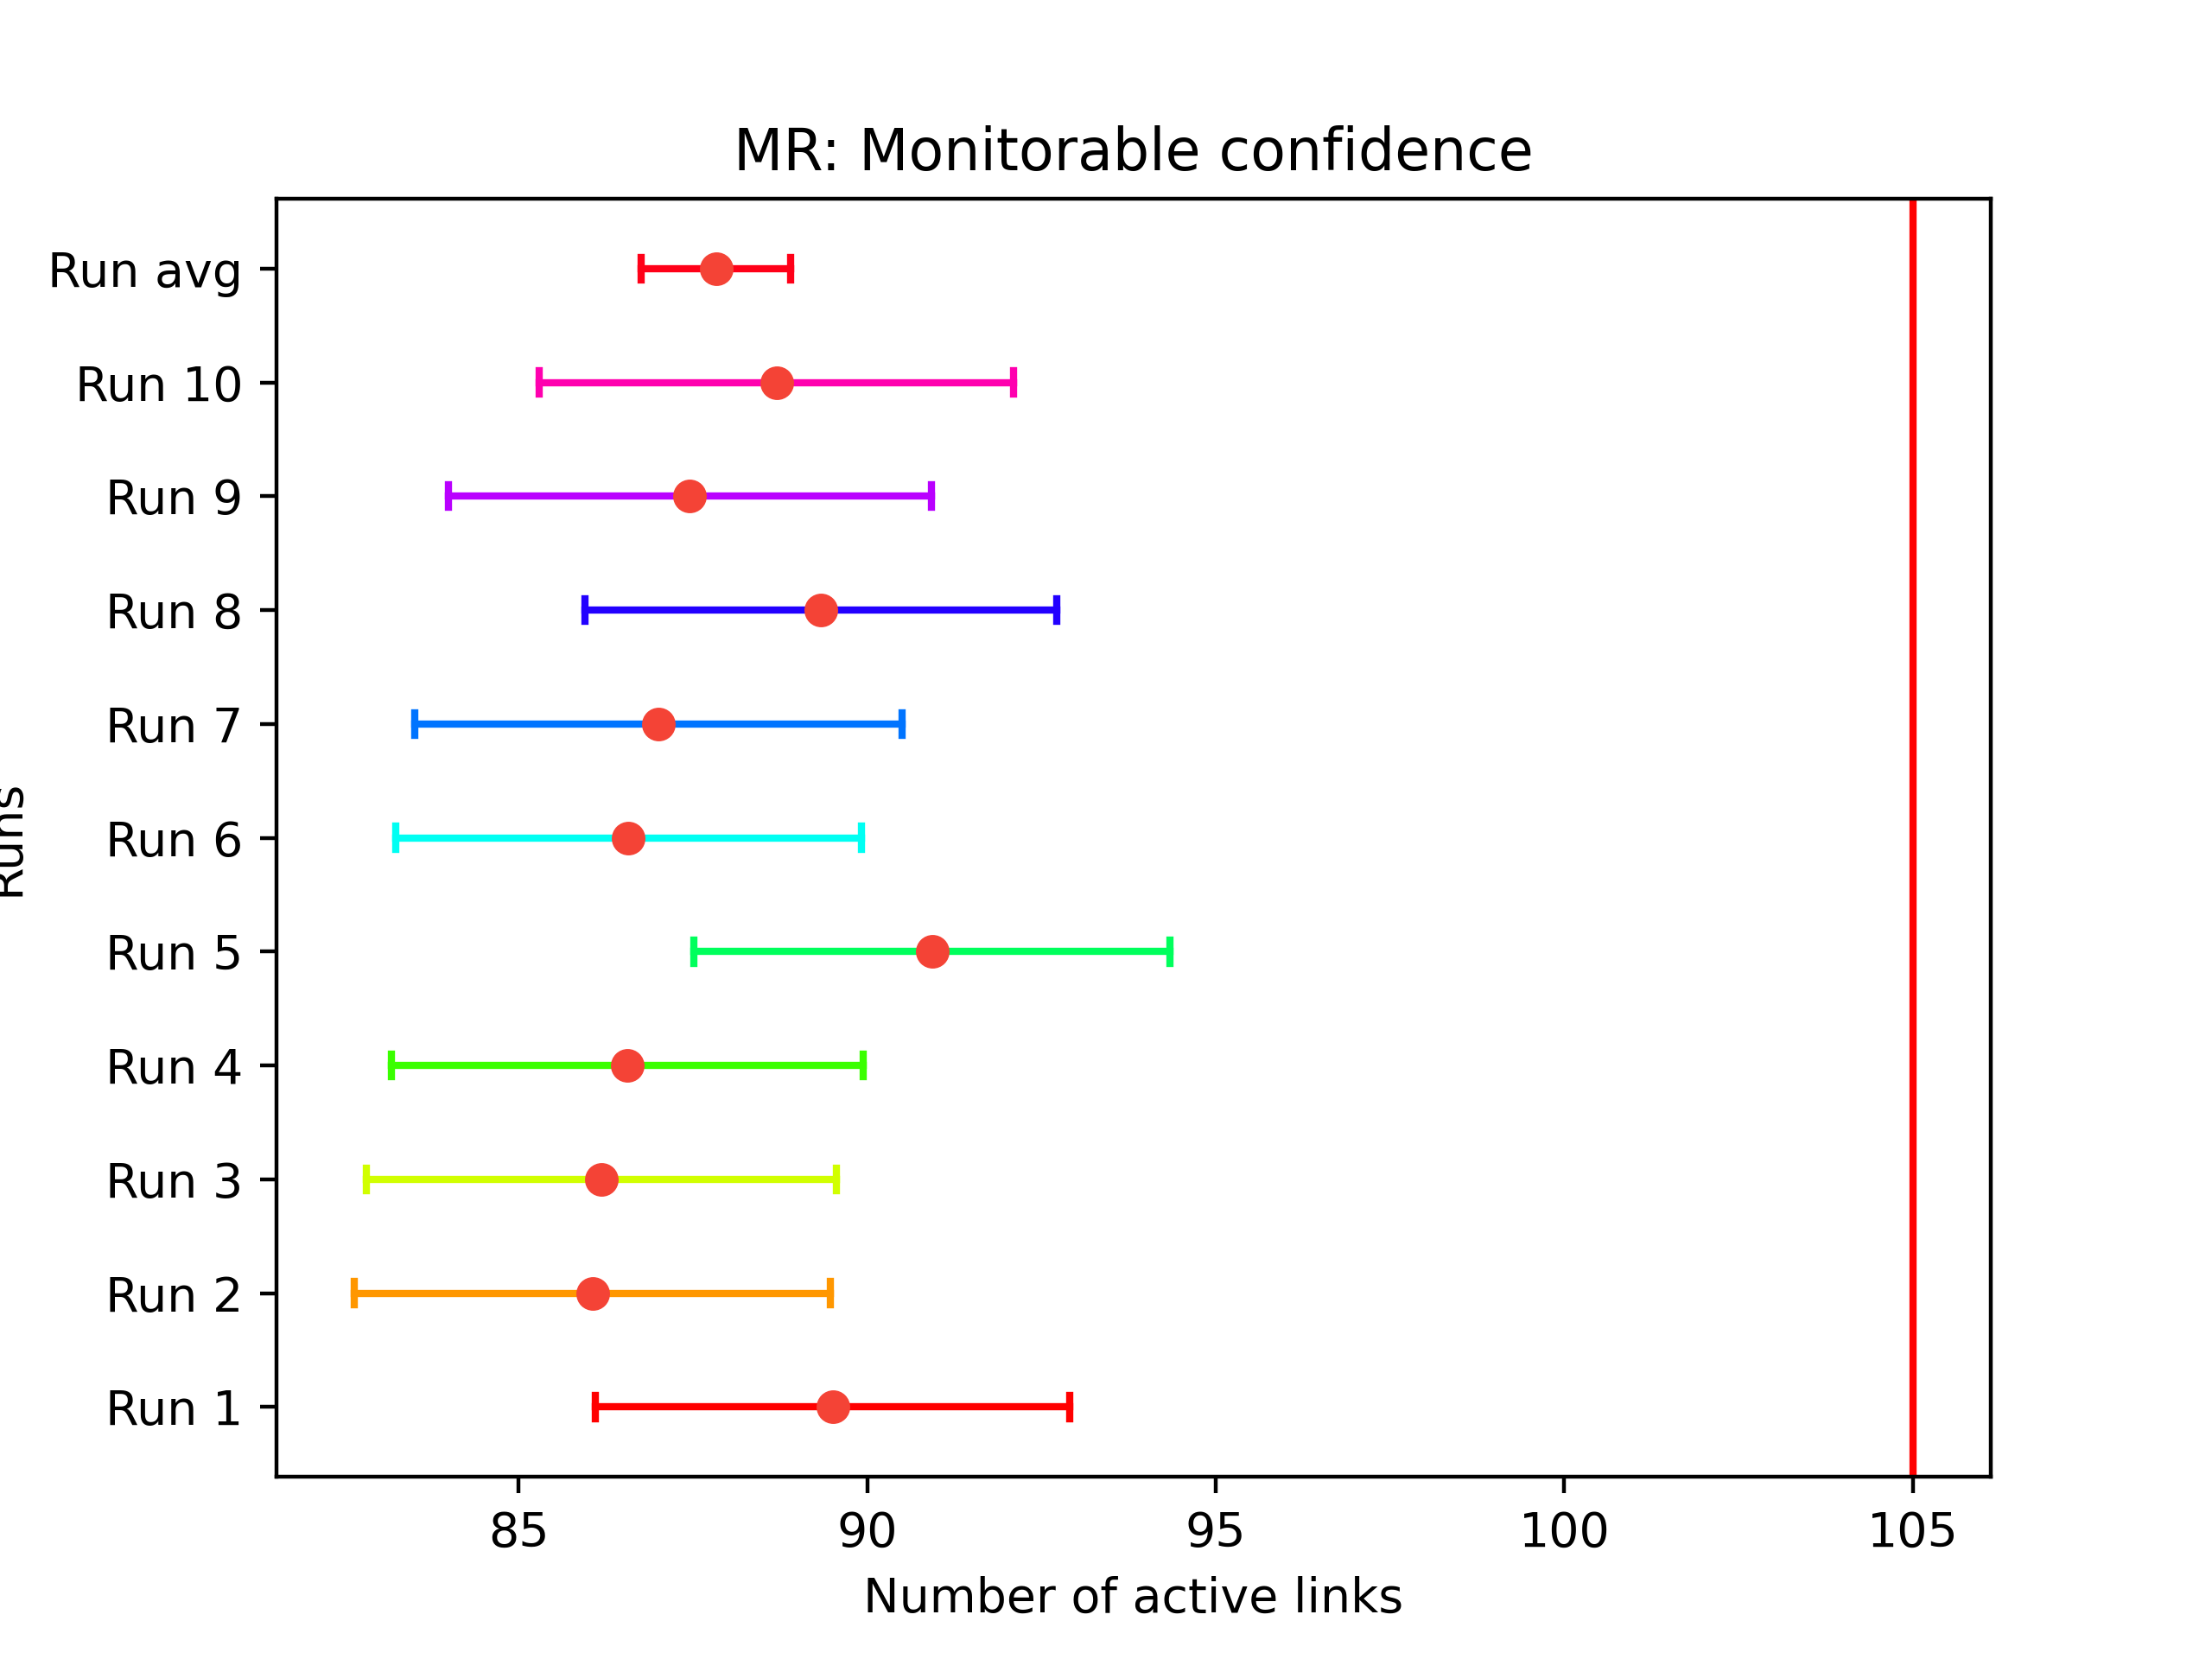 MR: Monitorable confidence
Run avg
Run 10
Run 9
Run 8
Run 7
Run 6
Run 5
Run 4
Run 3
Run 2
Run 1
Runs
85 90 95 100 105
Number of active links